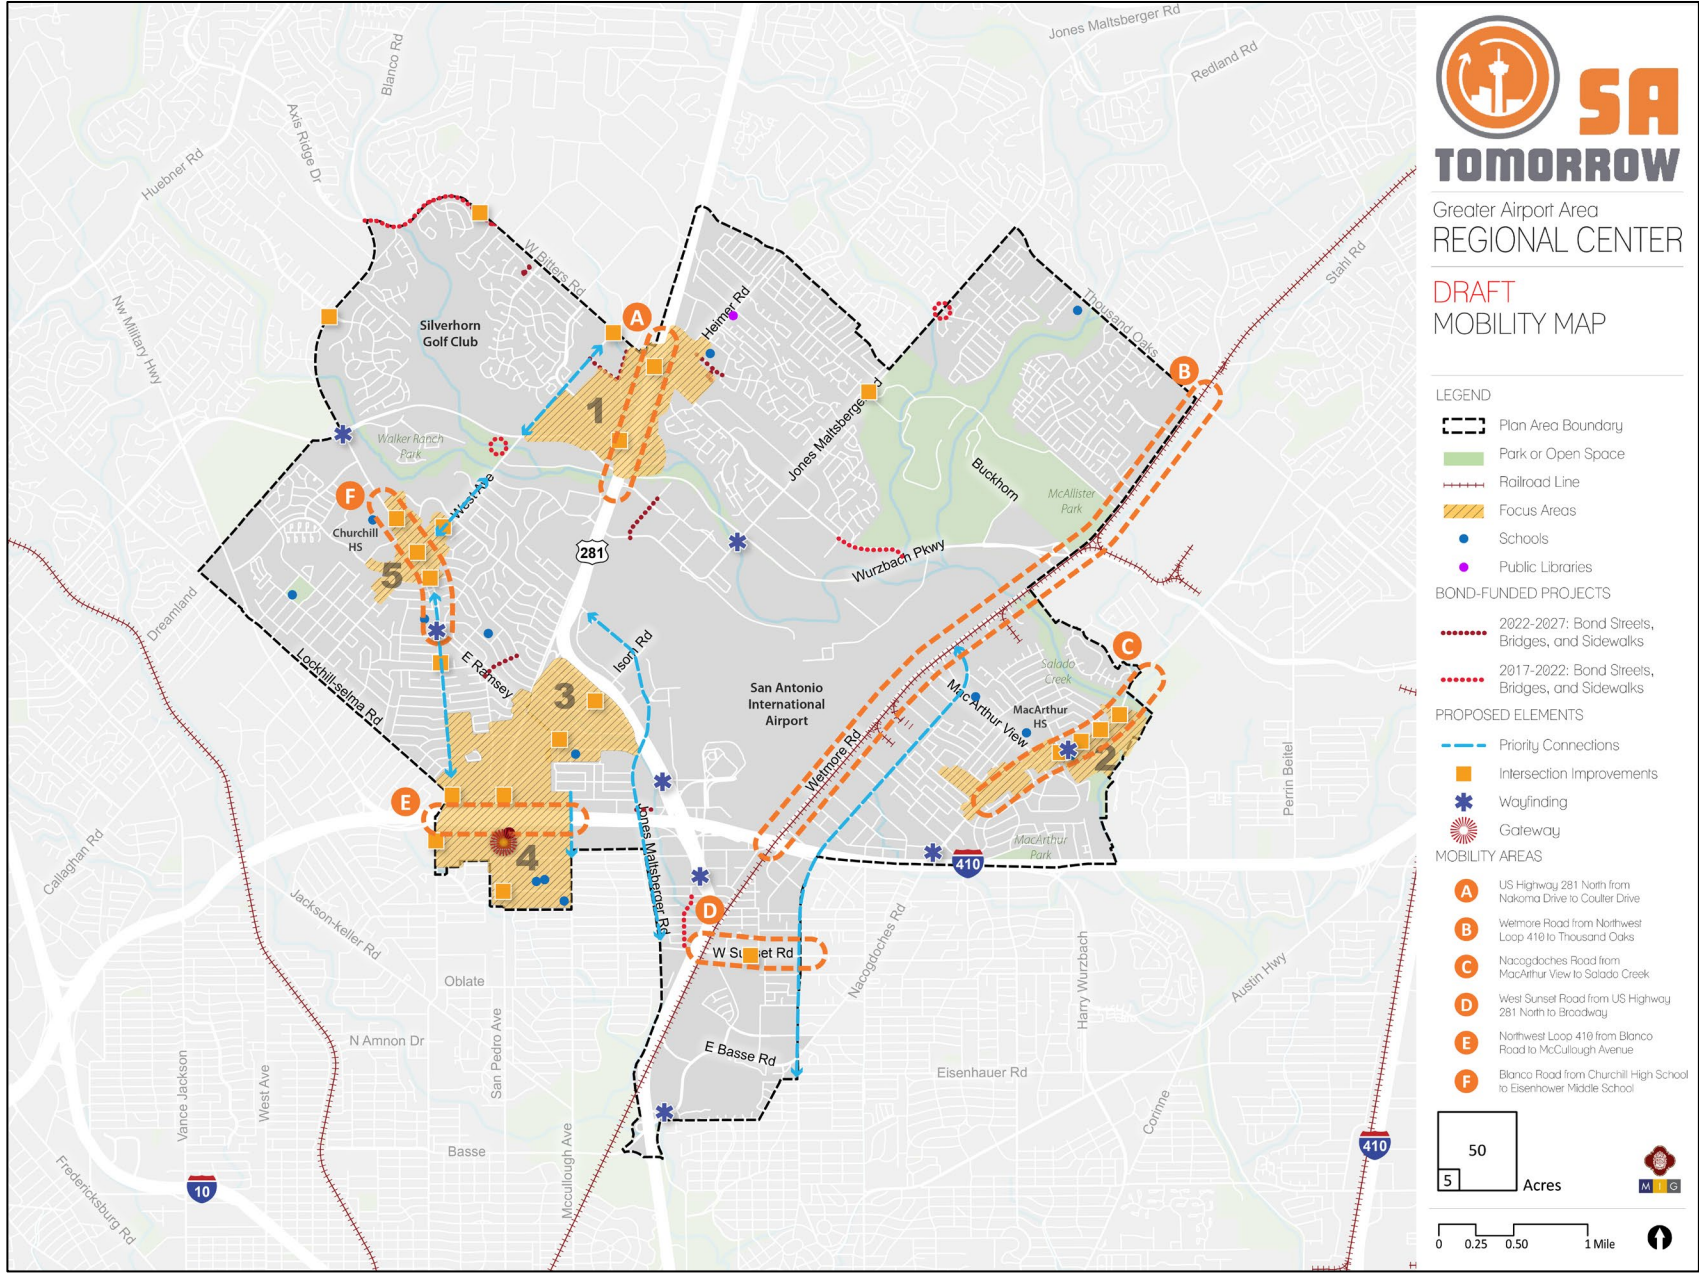 Jones Maltsberger Rd
Redland Rd
Blanco Rd
Axis Ridge Dr
Huebner Rd
Stahl Rd
W Bitters Rd
Thousand Oaks
Nw Military Hwy
A
Heimer Rd
Silverhorn
Golf Club
B
1
Jones Maltsberger Rd
Walker Ranch
Park
Buckhorn
McAllister
Park
F
West Ave
Churchill
HS
281
Wurzbach Pkwy
5
Dreamland
C
Isom Rd
E Ramsey
Lockhill-selma Rd
Salado
Creek
3
San Antonio
International
Airport
MacArthur View
MacArthur
HS
2
Wetmore Rd
Perrin Beitel
E
4
Jones Maltsberger Rd
MacArthur
Park
410
Callaghan Rd
Jackson-keller Rd
D
W Sunset Rd
Nacogdoches Rd
Harry Wurzbach
Austin Hwy
Oblate
San Pedro Ave
N Amnon Dr
E Basse Rd
Eisenhauer Rd
Vance Jackson
West Ave
Corinne
Basse
Mccullough Ave
410
10
Fredericksburg Rd
SA
TOMORROW
Greater Airport Area
REGIONAL CENTER
DRAFT
MOBILITY MAP
LEGEND
Plan Area Boundary
Park or Open Space
Railroad Line
Focus Areas
Schools
Public Libraries
BOND-FUNDED PROJECTS
2022-2027: Bond Streets,
Bridges, and Sidewalks
2017-2022: Bond Streets,
Bridges, and Sidewalks
PROPOSED ELEMENTS
Priority Connections
Intersection Improvements
Wayfinding
Gateway
MOBILITY AREAS
A US Highway 281 North from
Nakoma Drive to Coulter Drive
B Wetmore Road from Northwest
Loop 410 to Thousand Oaks
C Nacogdoches Road from
MacArthur View to Salado Creek
D West Sunset Road from US Highway
281 North to Broadway
E Northwest Loop 410 from Blanco
Road to McCullough Avenue
F Blanco Road from Churchill High School
to Eisenhower Middle School
50
5
Acres
M I G
0 0.25 0.50 1 Mile